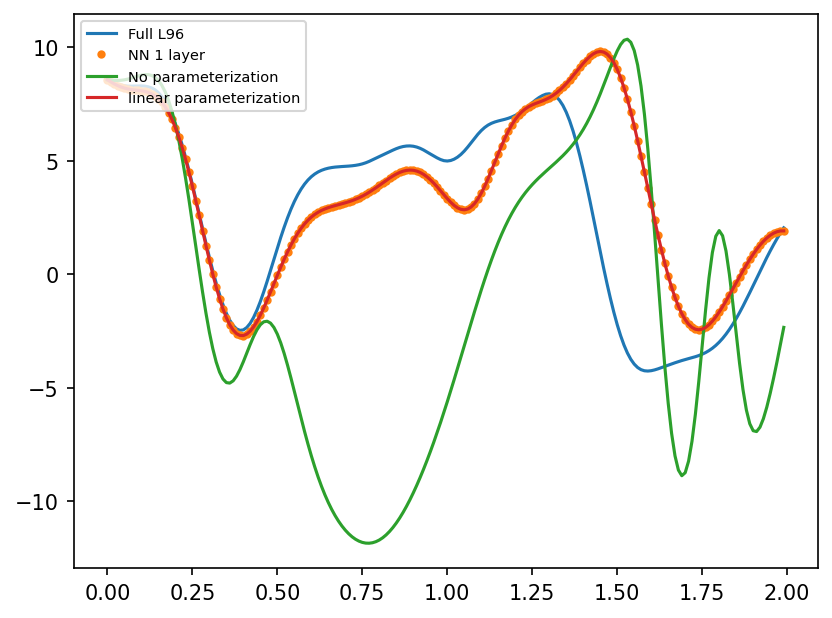 Full L96
NN 1 layer
No parameterization
linear parameterization
10
5
0
−5
−10
0.00 0.25 0.50 0.75 1.00 1.25 1.50 1.75 2.00